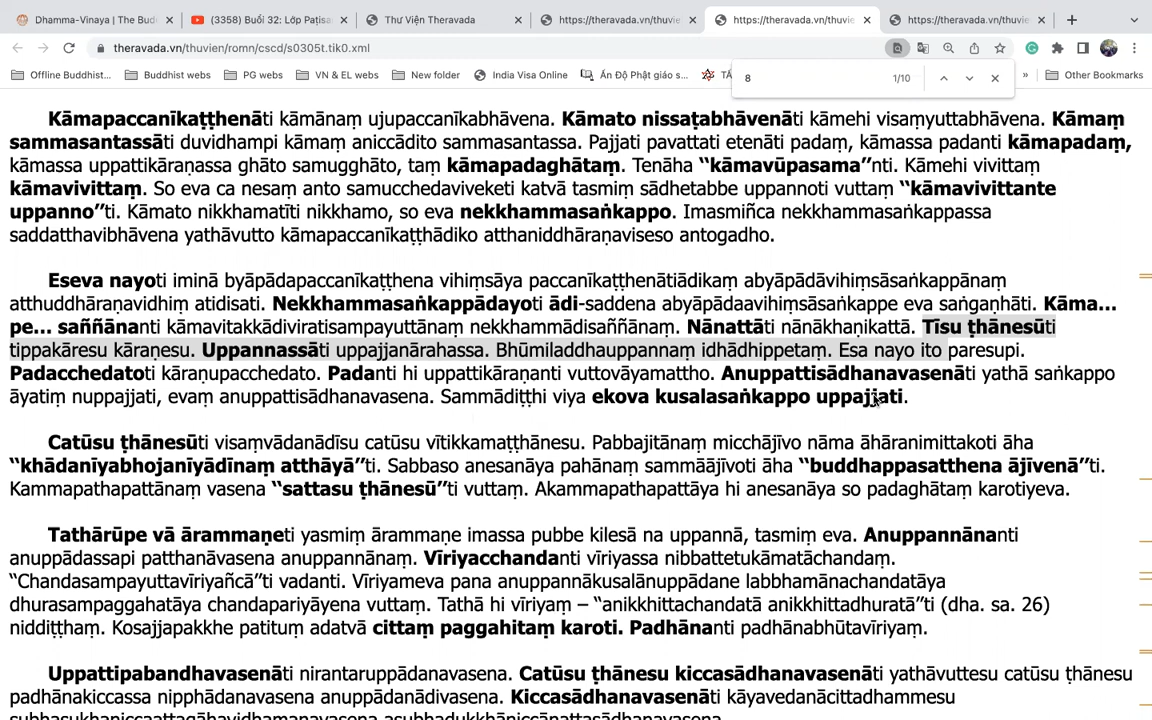 Dhamma-Vinaya | The Bud
(3358) Buổi 32: Lớp Paṭisa
Thư Viện Theravada
https://theravada.vn/thuvie
https://theravada.vn/thuvie
https://theravada.vn/thuvie
theravada.vn/thuvien/romn/cscd/s0305t.tik0.xml
Offline Buddhist...
Buddhist webs
PG webs
VN & EL webs
New folder
India Visa Online
Ấn Độ Phật giáo s...
TẤ
Other Bookmarks
8
1/10
Kāmapaccanīkaṭṭhenāti kāmānaṃ ujupaccanīkabhāvena. Kāmato nissaṭabhāvenāti kāmehi visaṃyuttabhāvena. Kāmaṃ
sammasantassāti duvidhampi kāmaṃ aniccādito sammasantassa. Pajjati pavattati etenāti padaṃ, kāmassa padanti kāmapadaṃ,
kāmassa uppattikāraṇassa ghāto samugghāto, taṃ kāmapadaghātaṃ. Tenāha “kāmavūpasama”nti. Kāmehi vivittaṃ
kāmavivittaṃ. So eva ca nesaṃ anto samucchedaviveketi katvā tasmiṃ sādhetabbe uppannoti vuttaṃ “kāmavivittante
uppanno”ti. Kāmato nikkhamatīti nikkhamo, so eva nekkhammasaṅkappo. Imasmiñca nekkhammasaṅkappassa
saddatthavibhāvena yathāvutto kāmapaccanīkaṭṭhādiko atthaniddhāraṇaviseso antogadho.
Eseva nayoti iminā byāpādapaccanīkaṭṭhena vihiṃsāya paccanīkaṭṭhenātiādikaṃ abyāpādāvihiṃsāsaṅkappānaṃ
atthuddhāraṇavidhiṃ atidisati. Nekkhammasaṅkappādayoti ādi-saddena abyāpādaavihiṃsāsaṅkappe eva saṅgaṇhāti. Kāma…
pe… saññānanti kāmavitakkādiviratisampayuttānaṃ nekkhammādisaññānaṃ. Nānattāti nānākhaṇikattā. Tīsu ṭhānesūti
tippakāresu kāraṇesu. Uppannassāti uppajjanārahassa. Bhūmiladdhauppannaṃ idhādhippetaṃ. Esa nayo ito paresupi.
Padacchedatoti kāraṇupacchedato. Padanti hi uppattikāraṇanti vuttovāyamattho. Anuppattisādhanavasenāti yathā saṅkappo
āyatiṃ nuppajjati, evaṃ anuppattisādhanavasena. Sammādiṭṭhi viya ekova kusalasaṅkappo uppajjati.
Catūsu ṭhānesūti visaṃvādanādīsu catūsu vītikkamaṭṭhānesu. Pabbajitānaṃ micchājīvo nāma āhāranimittakoti āha
“khādanīyabhojanīyādīnaṃ atthāyā”ti. Sabbaso anesanāya pahānaṃ sammāājīvoti āha “buddhappasatthena ājīvenā”ti.
Kammapathapattānaṃ vasena “sattasu ṭhānesū”ti vuttaṃ. Akammapathapattāya hi anesanāya so padaghātaṃ karotiyeva.
Tathārūpe vā ārammaṇeti yasmiṃ ārammaṇe imassa pubbe kilesā na uppannā, tasmiṃ eva. Anuppannānanti
anuppādassapi patthanāvasena anuppannānaṃ. Vīriyacchandanti vīriyassa nibbattetukāmatāchandaṃ.
“Chandasampayuttavīriyañcā”ti vadanti. Vīriyameva pana anuppannākusalānuppādane labbhamānachandatāya
dhurasampaggahatāya chandapariyāyena vuttaṃ. Tathā hi vīriyaṃ – “anikkhittachandatā anikkhittadhuratā”ti (dha. sa. 26)
niddiṭṭhaṃ. Kosajjapakkhe patituṃ adatvā cittaṃ paggahitaṃ karoti. Padhānanti padhānabhūtavīriyaṃ.
Uppattipabandhavasenāti nirantaruppādanavasena. Catūsu ṭhānesu kiccasādhanavasenāti yathāvuttesu catūsu ṭhānesu
padhānakiccassa nipphādanavasena anuppādanādivasena. Kiccasādhanavasenāti kāyavedanācittadhammesu